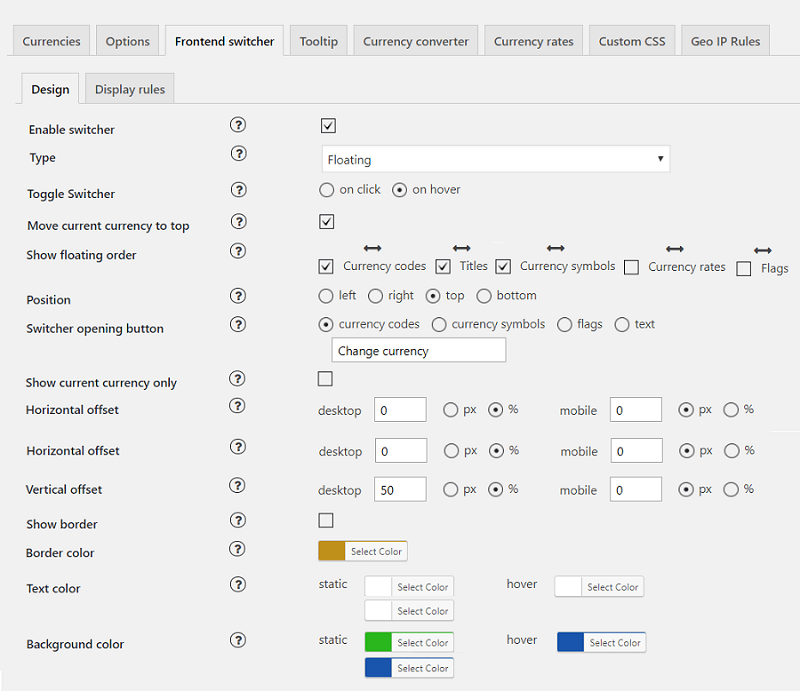 Currencies Options Frontend switcher Tooltip Currency converter Currency rates Custom CSS Geo IP Rules
Design Display rules
Enable switcher ?
Type ? Floating
Toggle Switcher ? on click on hover
Move current currency to top ?
Show floating order ? Currency codes Titles Currency symbols Currency rates Flags
Position ? left right top bottom
Switcher opening button ? currency codes currency symbols flags text
Change currency
Show current currency only ?
Horizontal offset ? desktop 0 px % mobile 0 px %
Horizontal offset ? desktop 0 px % mobile 0 px %
Vertical offset ? desktop 50 px % mobile 0 px %
Show border ?
Border color ? Select Color
Text color ? static Select Color hover Select Color
Select Color
Background color ? static Select Color hover Select Color
Select Color